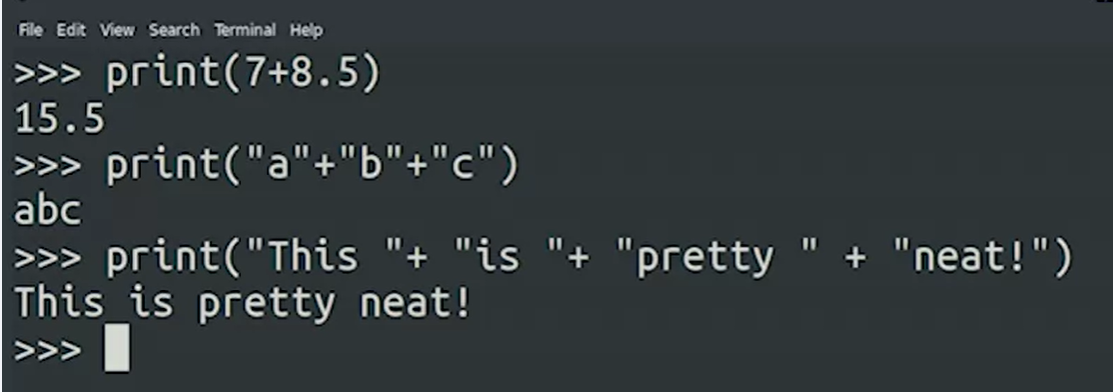 File Edit View Search Terminal Help
>>> print(7+8.5)
15.5
>>> print("a"+"b"+"c")
abc
>>> print("This "+ "is "+ "pretty " + "neat!")
This is pretty neat!
>>>